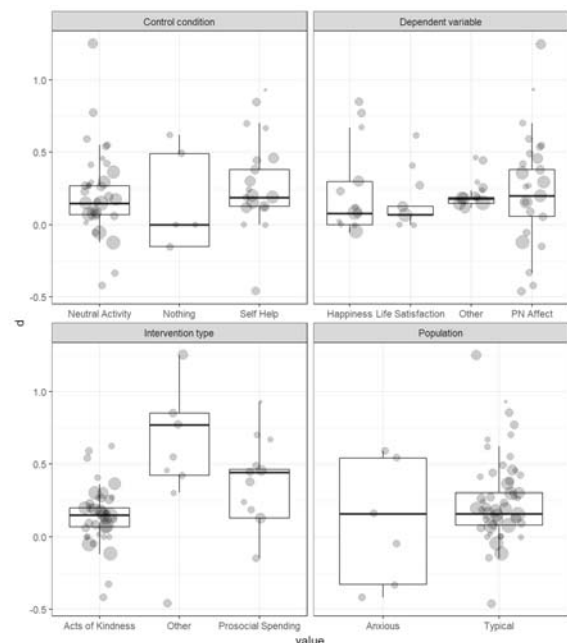 Control condition
Dependent variable
1.0
0.5
0.0
-0.5
Neutral Activity
Nothing
Self Help
Happiness
Life Satisfaction
Other
PN Affect
d
Intervention type
Population
1.0
0.5
0.0
-0.5
Acts of Kindness
Other
Prosocial Spending
Anxious
Typical
value